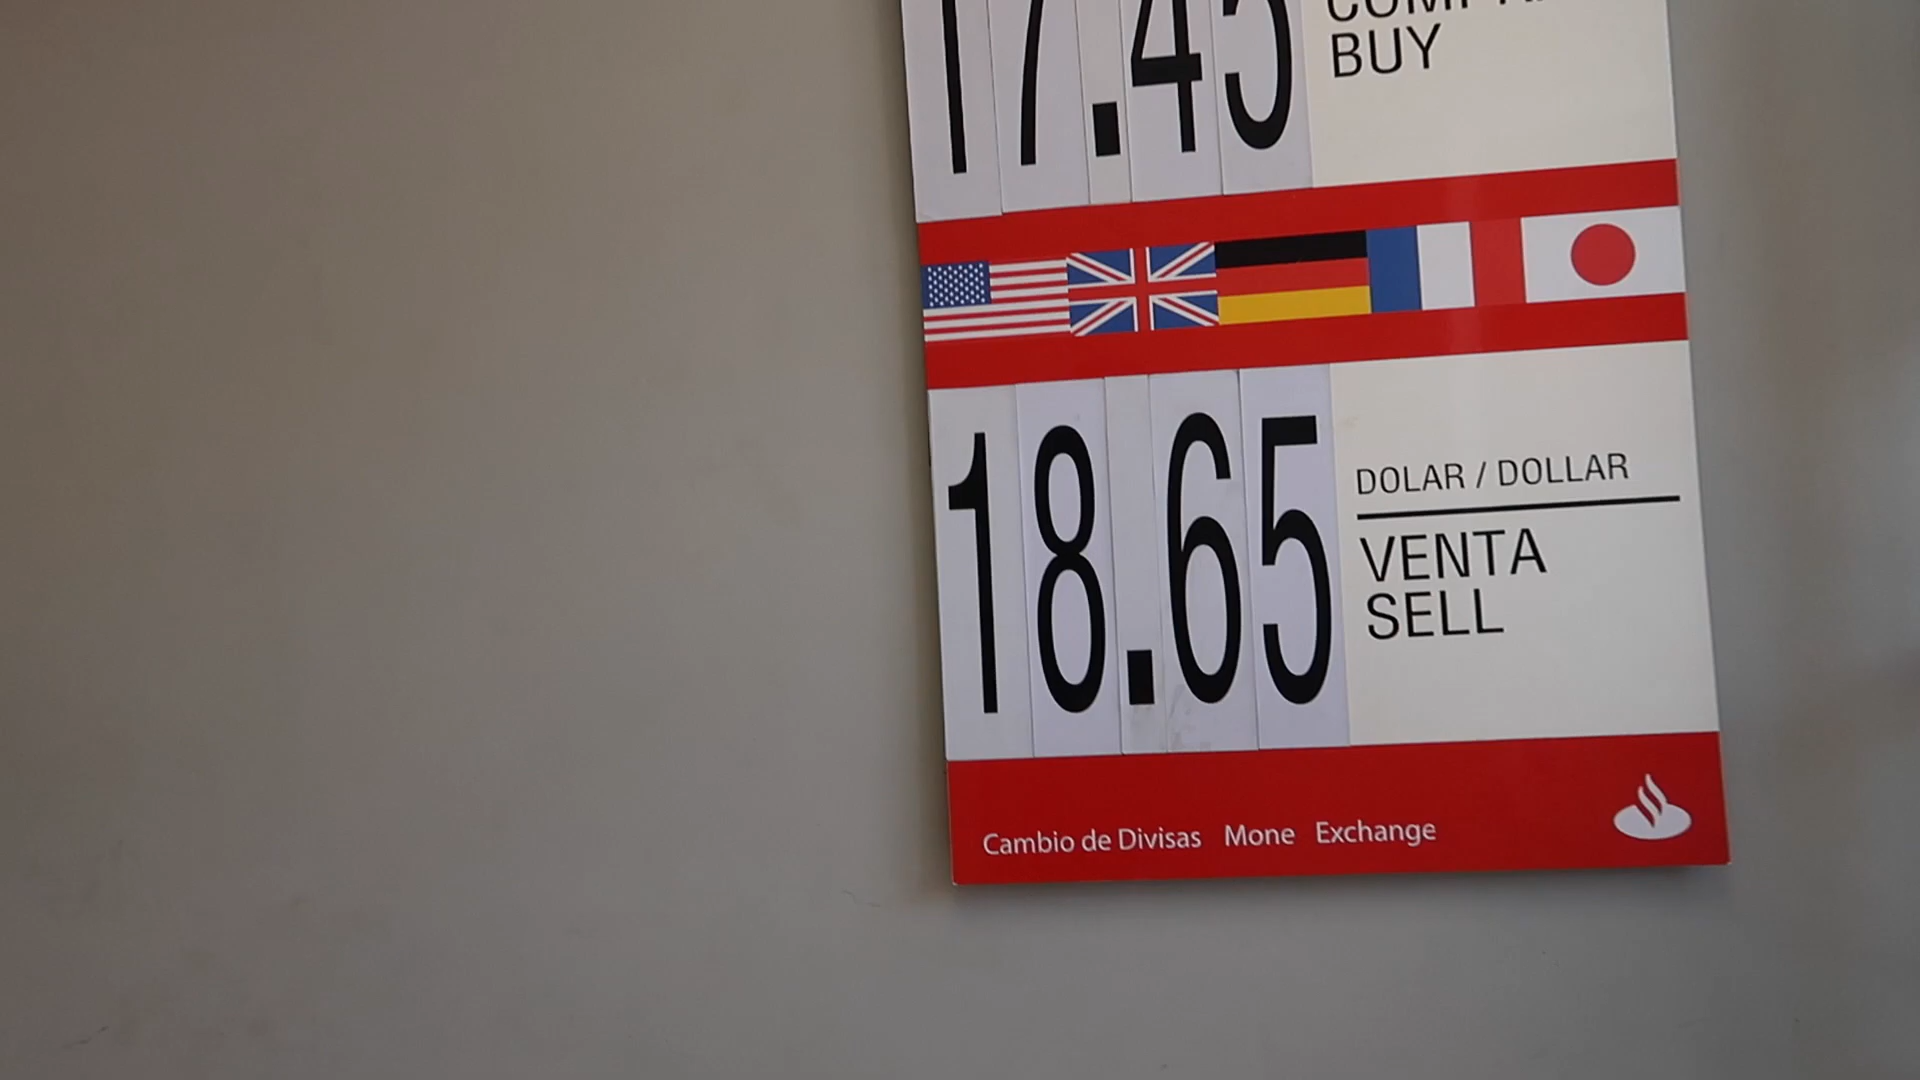 17.45
BUY
18.65
DOLAR / DOLLAR
VENTA
SELL
Cambio de Divisas Mone Exchange